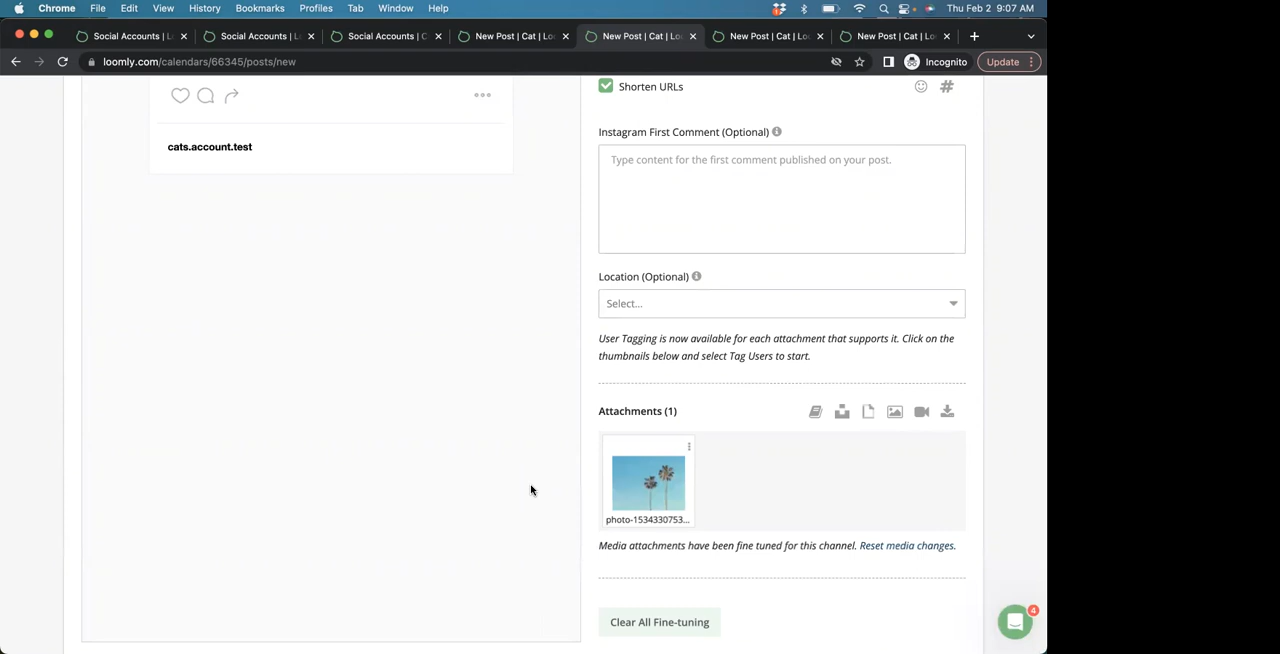 Chrome File Edit View History Bookmarks Profiles Tab Window Help Thu Feb 2 9:07 AM
Social Accounts | L Social Accounts | L Social Accounts | C New Post | Cat | Lo New Post | Cat | Loo New Post | Cat | Lo New Post | Cat | Lo
loomly.com/calendars/66345/posts/new Incognito Update
Shorten URLs
cats.account.test
Instagram First Comment (Optional)
Type content for the first comment published on your post.
Location (Optional)
Select...
User Tagging is now available for each attachment that supports it. Click on the
thumbnails below and select Tag Users to start.
Attachments (1)
photo-1534330753...
Media attachments have been fine tuned for this channel. Reset media changes.
Clear All Fine-tuning
4